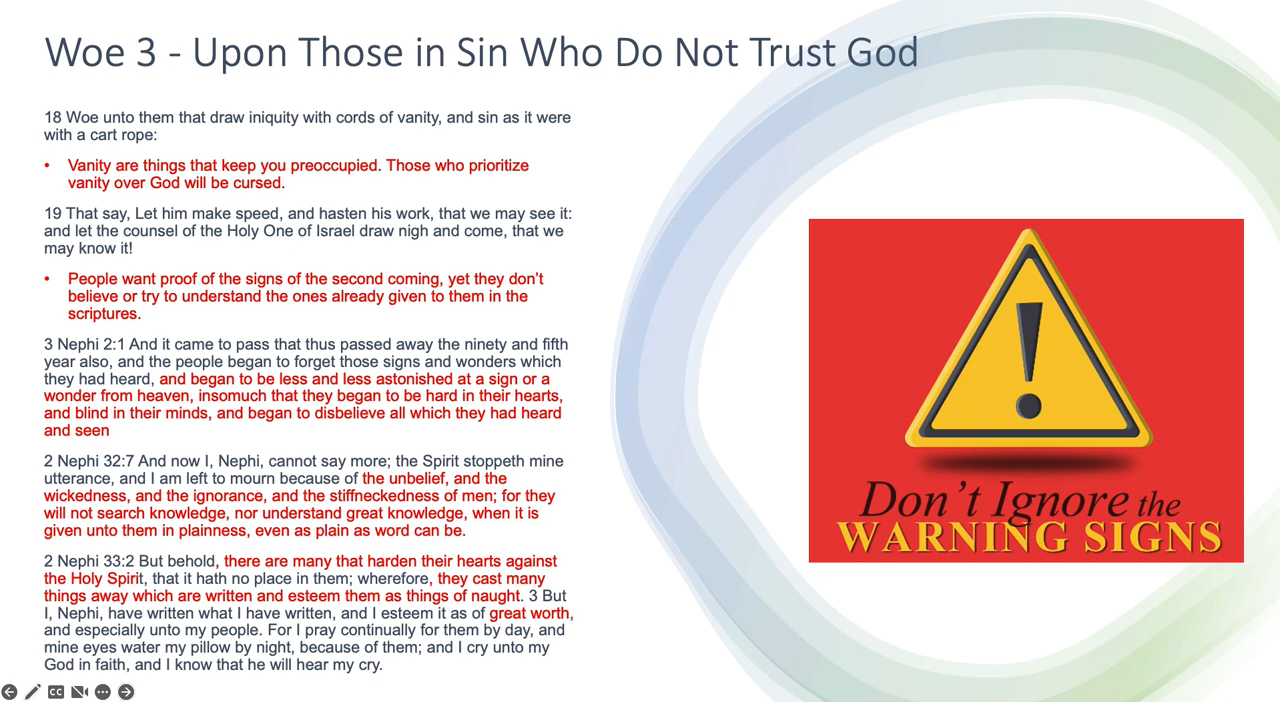 Woe 3 - Upon Those in Sin Who Do Not Trust God
18 Woe unto them that draw iniquity with cords of vanity, and sin as it were
with a cart rope:
• Vanity are things that keep you preoccupied. Those who prioritize
vanity over God will be cursed.
19 That say, Let him make speed, and hasten his work, that we may see it:
and let the counsel of the Holy One of Israel draw nigh and come, that we
may know it!
• People want proof of the signs of the second coming, yet they don’t
believe or try to understand the ones already given to them in the
scriptures.
3 Nephi 2:1 And it came to pass that thus passed away the ninety and fifth
year also, and the people began to forget those signs and wonders which
they had heard, and began to be less and less astonished at a sign or a
wonder from heaven, insomuch that they began to be hard in their hearts,
and blind in their minds, and began to disbelieve all which they had heard
and seen
2 Nephi 32:7 And now I, Nephi, cannot say more; the Spirit stoppeth mine
utterance, and I am left to mourn because of the unbelief, and the
wickedness, and the ignorance, and the stiffneckedness of men; for they
will not search knowledge, nor understand great knowledge, when it is
given unto them in plainness, even as plain as word can be.
2 Nephi 33:2 But behold, there are many that harden their hearts against
the Holy Spirit, that it hath no place in them; wherefore, they cast many
things away which are written and esteem them as things of naught. 3 But
I, Nephi, have written what I have written, and I esteem it as of great worth,
and especially unto my people. For I pray continually for them by day, and
mine eyes water my pillow by night, because of them; and I cry unto my
God in faith, and I know that he will hear my cry.
!
Don’t Ignore the
WARNING SIGNS
CC